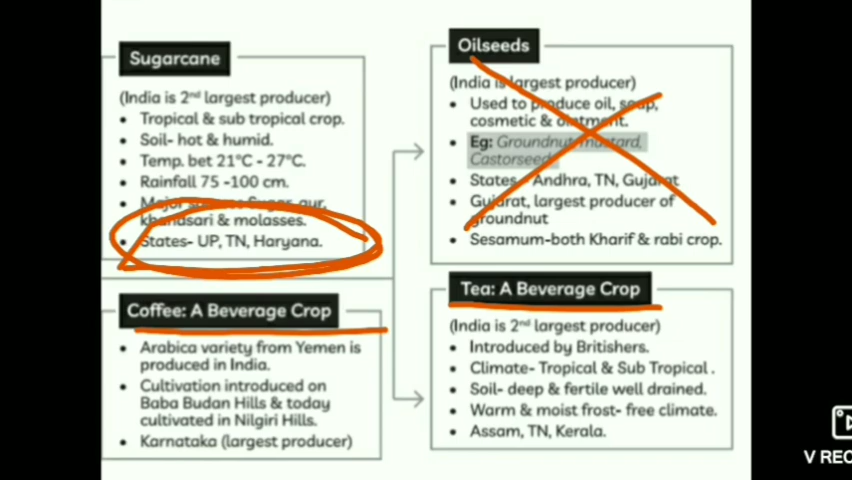 Sugarcane
(India is 2nd largest producer)
• Tropical & sub tropical crop.
• Soil- hot & humid.
• Temp. bet 21°C - 27°C.
• Rainfall 75 -100 cm.
• Major source Sugar, gur,
khandasari & molasses.
• States- UP, TN, Haryana.
Coffee: A Beverage Crop
• Arabica variety from Yemen is
produced in India.
• Cultivation introduced on
Baba Budan Hills & today
cultivated in Nilgiri Hills.
• Karnataka (largest producer)
Oilseeds
(India is largest producer)
• Used to produce oil, soap,
cosmetic & ointment.
• Eg: Groundnut, mustard,
Castorseed.
• States- Andhra, TN, Gujarat
• Gujarat, largest producer of
groundnut
• Sesamum-both Kharif & rabi crop.
Tea: A Beverage Crop
(India is 2nd largest producer)
• Introduced by Britishers.
• Climate- Tropical & Sub Tropical .
• Soil- deep & fertile well drained.
• Warm & moist frost- free climate.
• Assam, TN, Kerala.
V REC